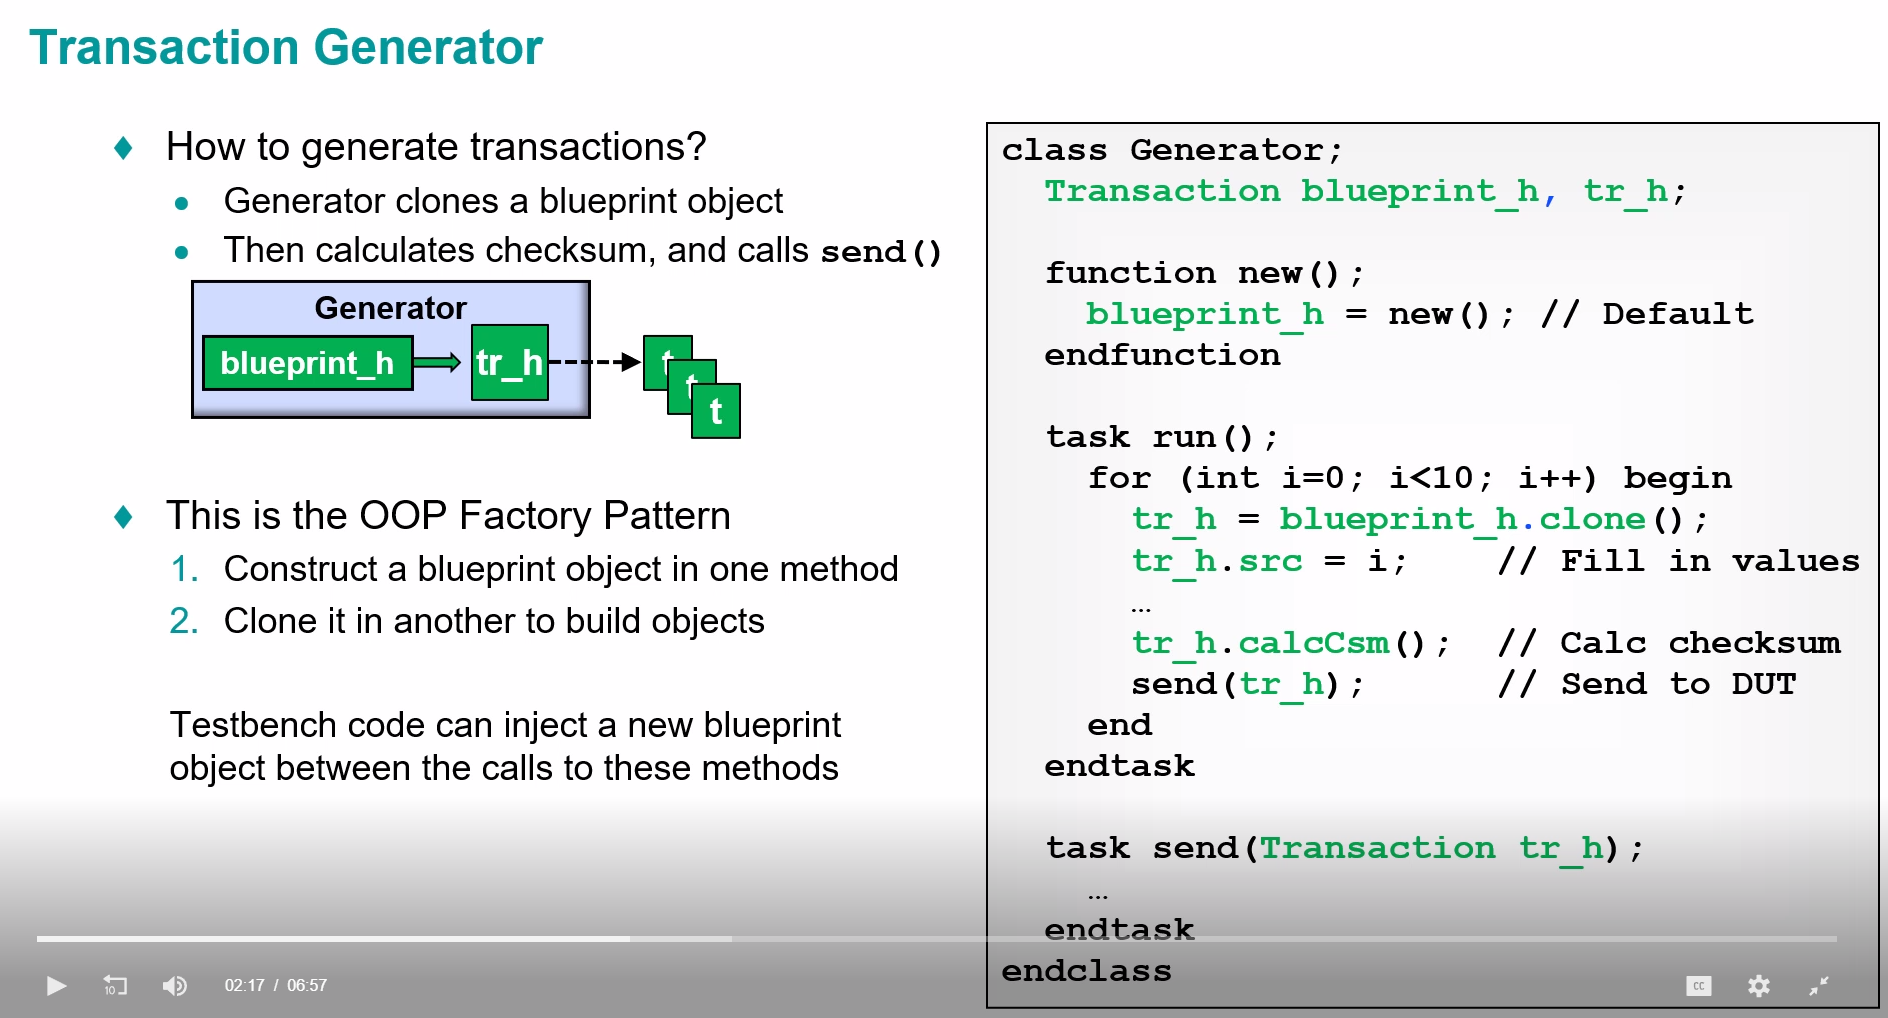 Transaction Generator
How to generate transactions?
Generator clones a blueprint object
Then calculates checksum, and calls send()
Generator
blueprint_h
tr_h
t
t
t
This is the OOP Factory Pattern
1. Construct a blueprint object in one method
2. Clone it in another to build objects
Testbench code can inject a new blueprint
object between the calls to these methods
class Generator;
Transaction blueprint_h, tr_h;
function new();
blueprint_h = new(); // Default
endfunction
task run();
for (int i=0; i<10; i++) begin
tr_h = blueprint_h.clone();
tr_h.src = i; // Fill in values
…
tr_h.calcCsm(); // Calc checksum
send(tr_h); // Send to DUT
end
endtask
task send(Transaction tr_h);
…
endtask
endclass
10
02:17 / 06:57
CC